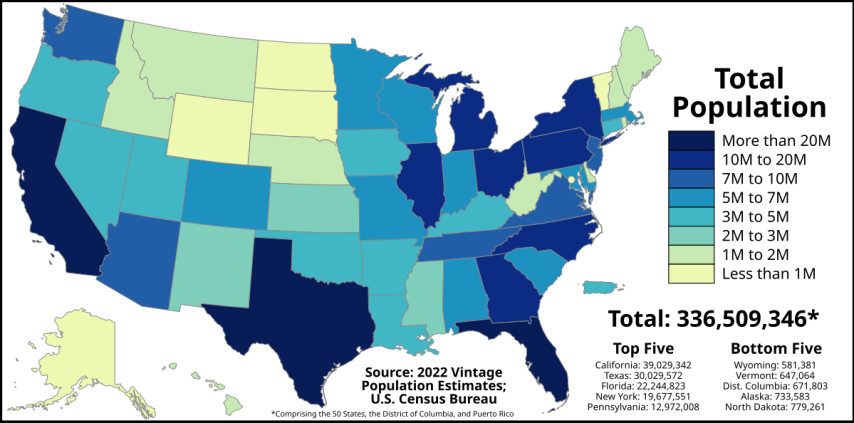 Total
Population
More than 20M
10M to 20M
7M to 10M
5M to 7M
3M to 5M
2M to 3M
1M to 2M
Less than 1M
Total: 336,509,346*
Top Five
California: 39,029,342
Texas: 30,029,572
Florida: 22,244,823
New York: 19,677,551
Pennsylvania: 12,972,008
Bottom Five
Wyoming: 581,381
Vermont: 647,064
Dist. Columbia: 671,803
Alaska: 733,583
North Dakota: 779,261
Source: 2022 Vintage
Population Estimates;
U.S. Census Bureau
*Comprising the 50 States, the District of Columbia, and Puerto Rico